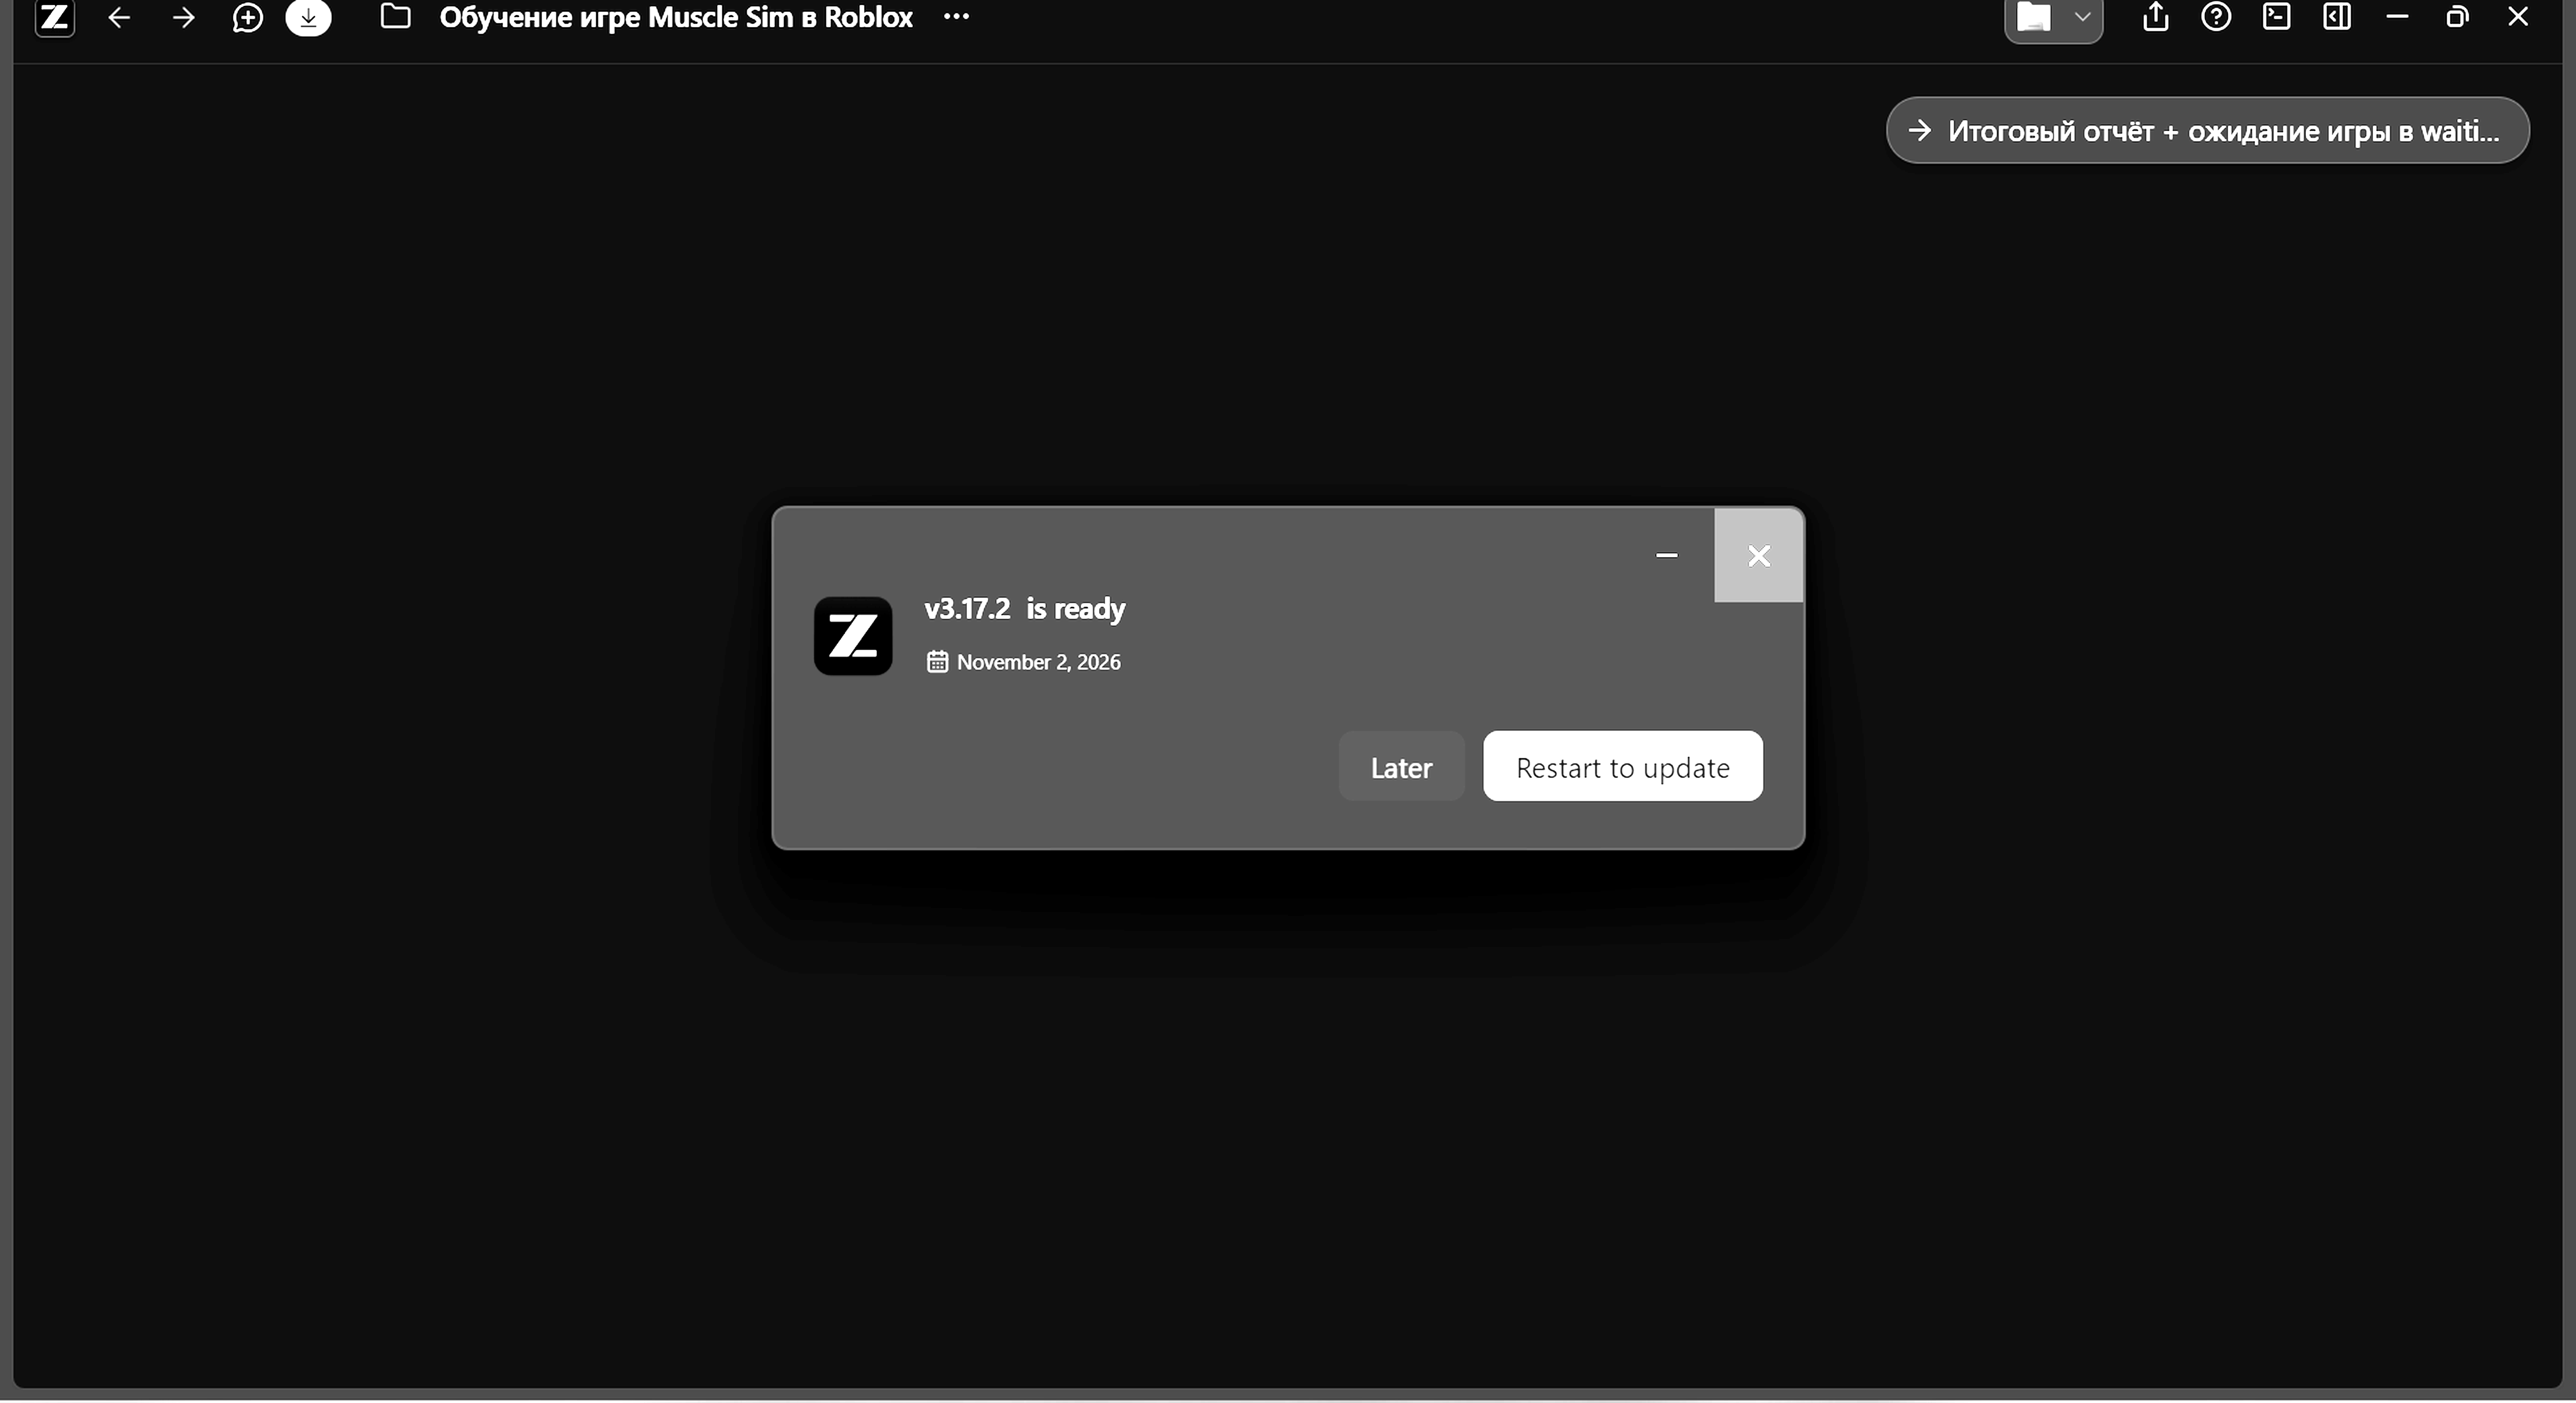 Обучение игре Muscle Sim в Roblox
Итоговый отчёт + ожидание игры в waiti...
v3.17.2 is ready
November 2, 2026
Later
Restart to update